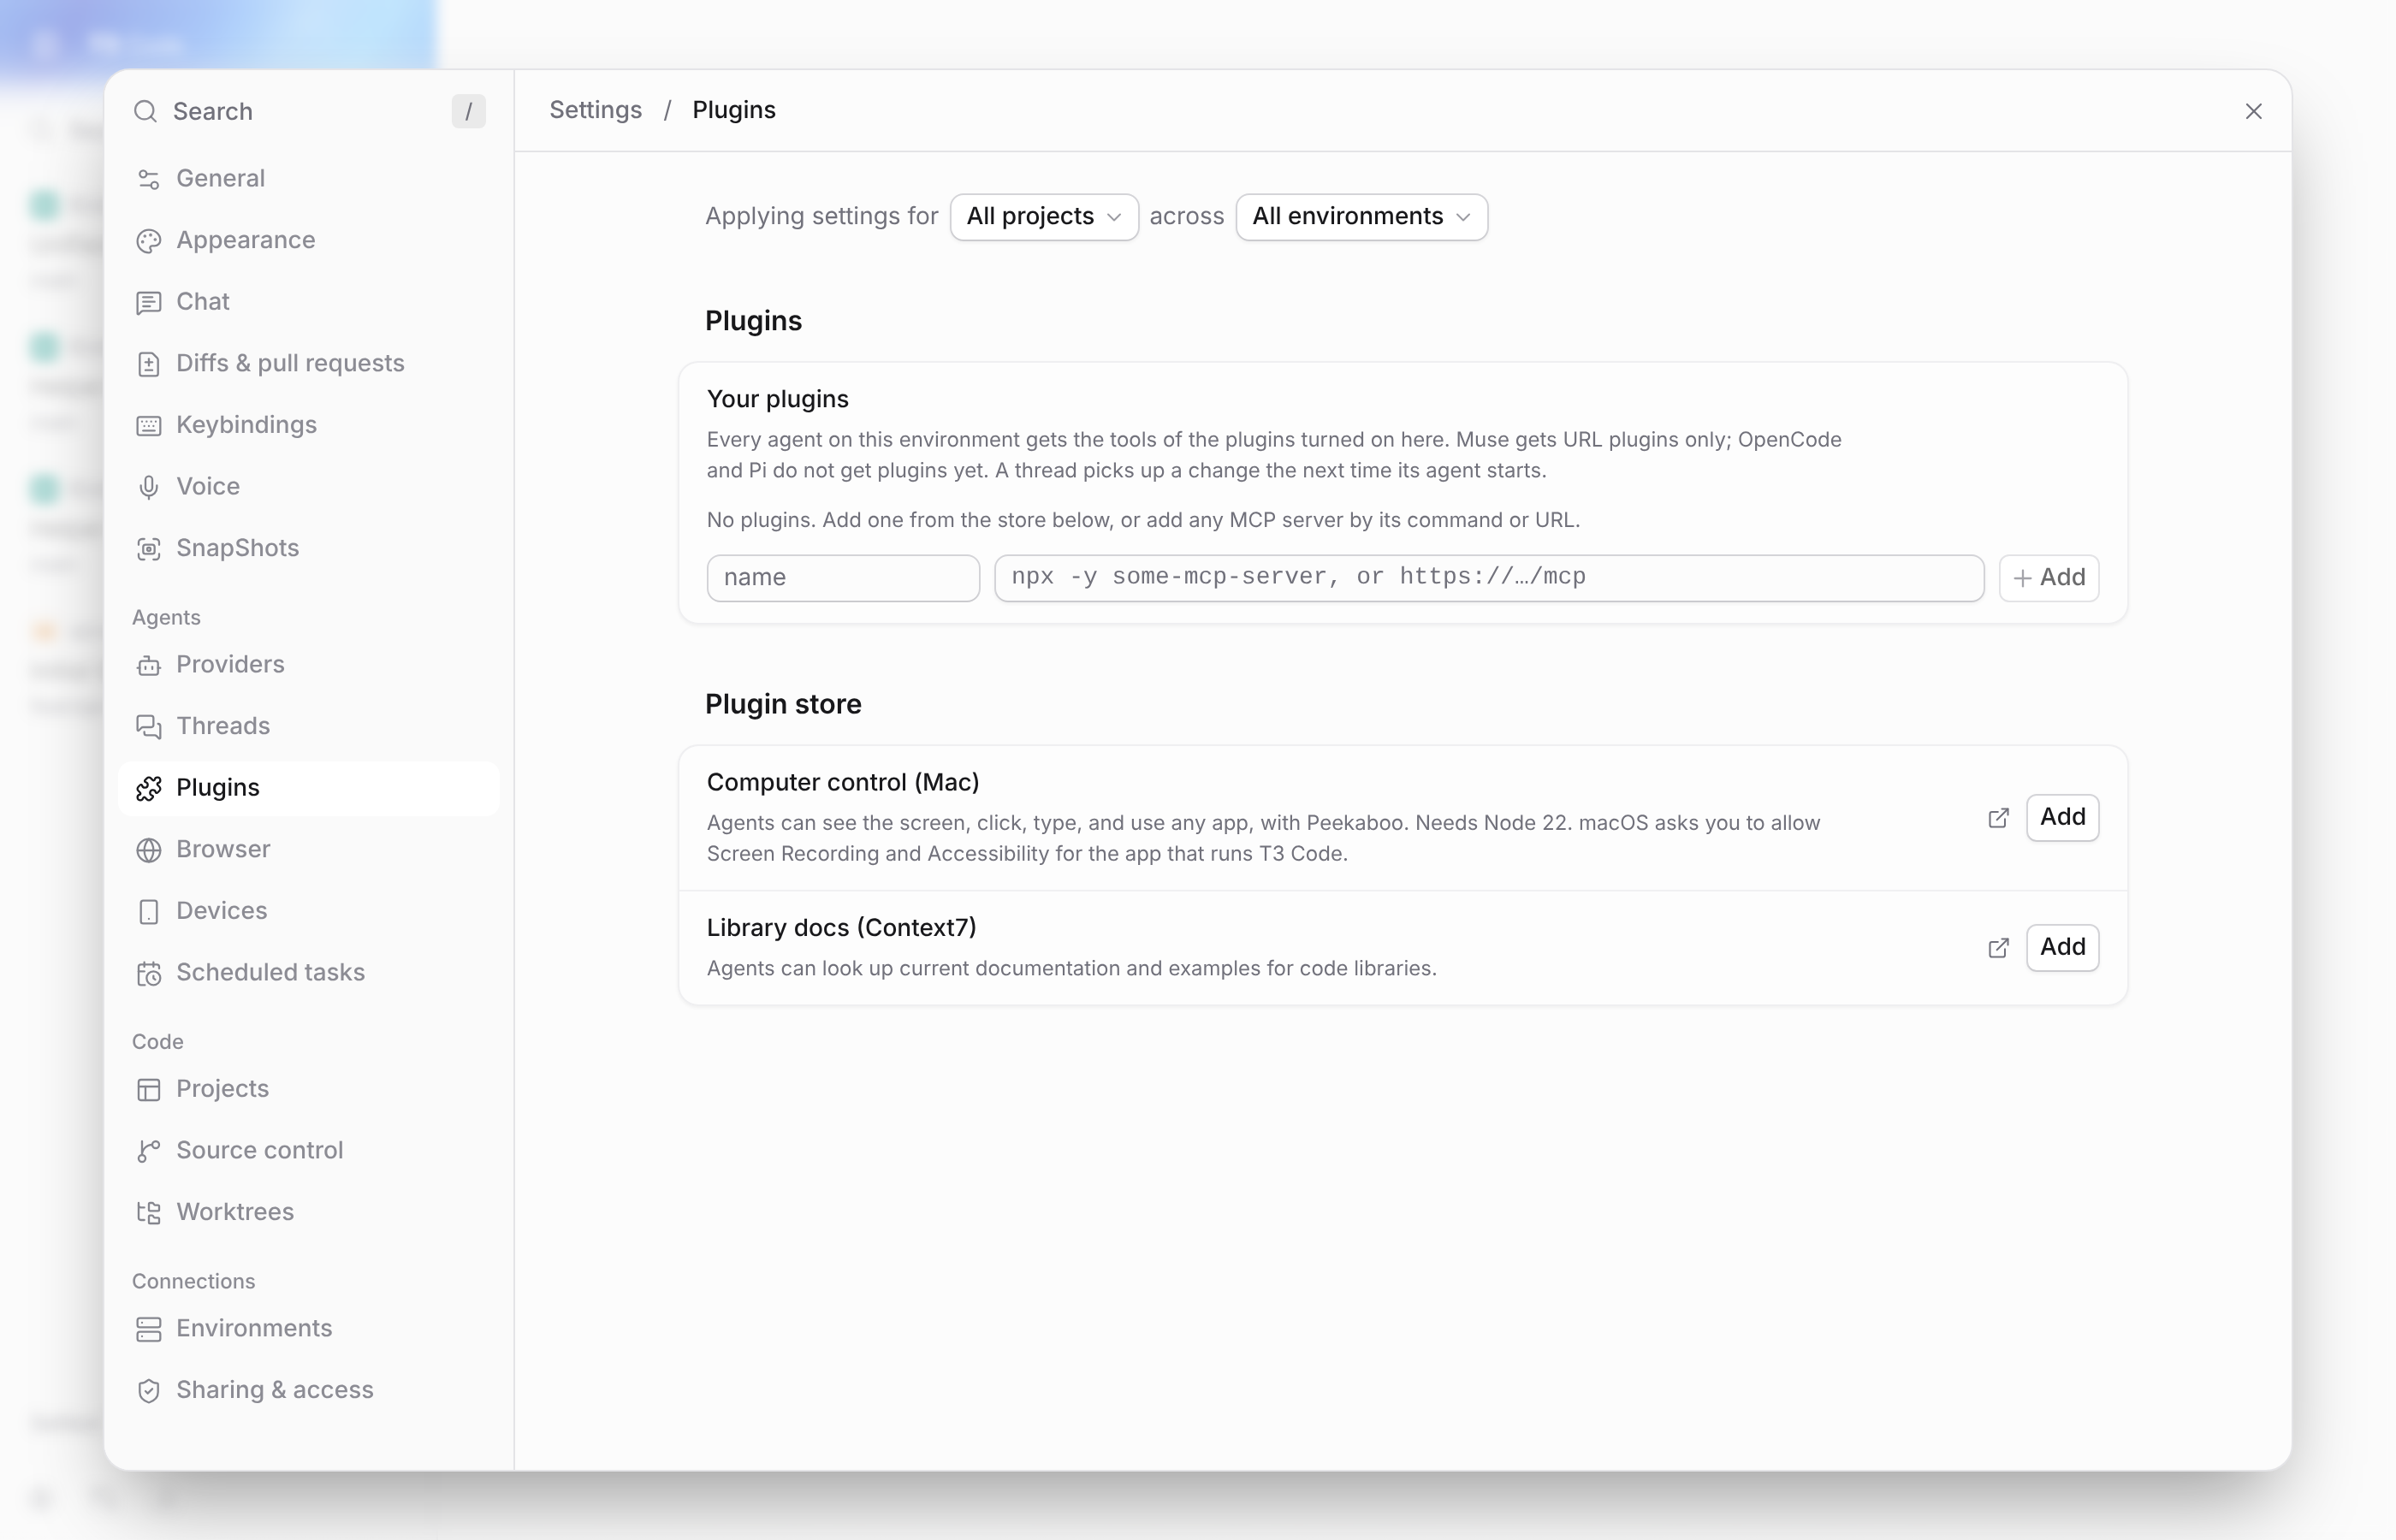 Search /
General
Appearance
Chat
Diffs & pull requests
Keybindings
Voice
SnapShots
Agents
Providers
Threads
Plugins
Browser
Devices
Scheduled tasks
Code
Projects
Source control
Worktrees
Connections
Environments
Sharing & access
Settings / Plugins
Applying settings for All projects across All environments
Plugins
Your plugins
Every agent on this environment gets the tools of the plugins turned on here. Muse gets URL plugins only; OpenCode
and Pi do not get plugins yet. A thread picks up a change the next time its agent starts.
No plugins. Add one from the store below, or add any MCP server by its command or URL.
name npx -y some-mcp-server, or https://…/mcp + Add
Plugin store
Computer control (Mac)
Agents can see the screen, click, type, and use any app, with Peekaboo. Needs Node 22. macOS asks you to allow
Screen Recording and Accessibility for the app that runs T3 Code.
Add
Library docs (Context7)
Agents can look up current documentation and examples for code libraries.
Add